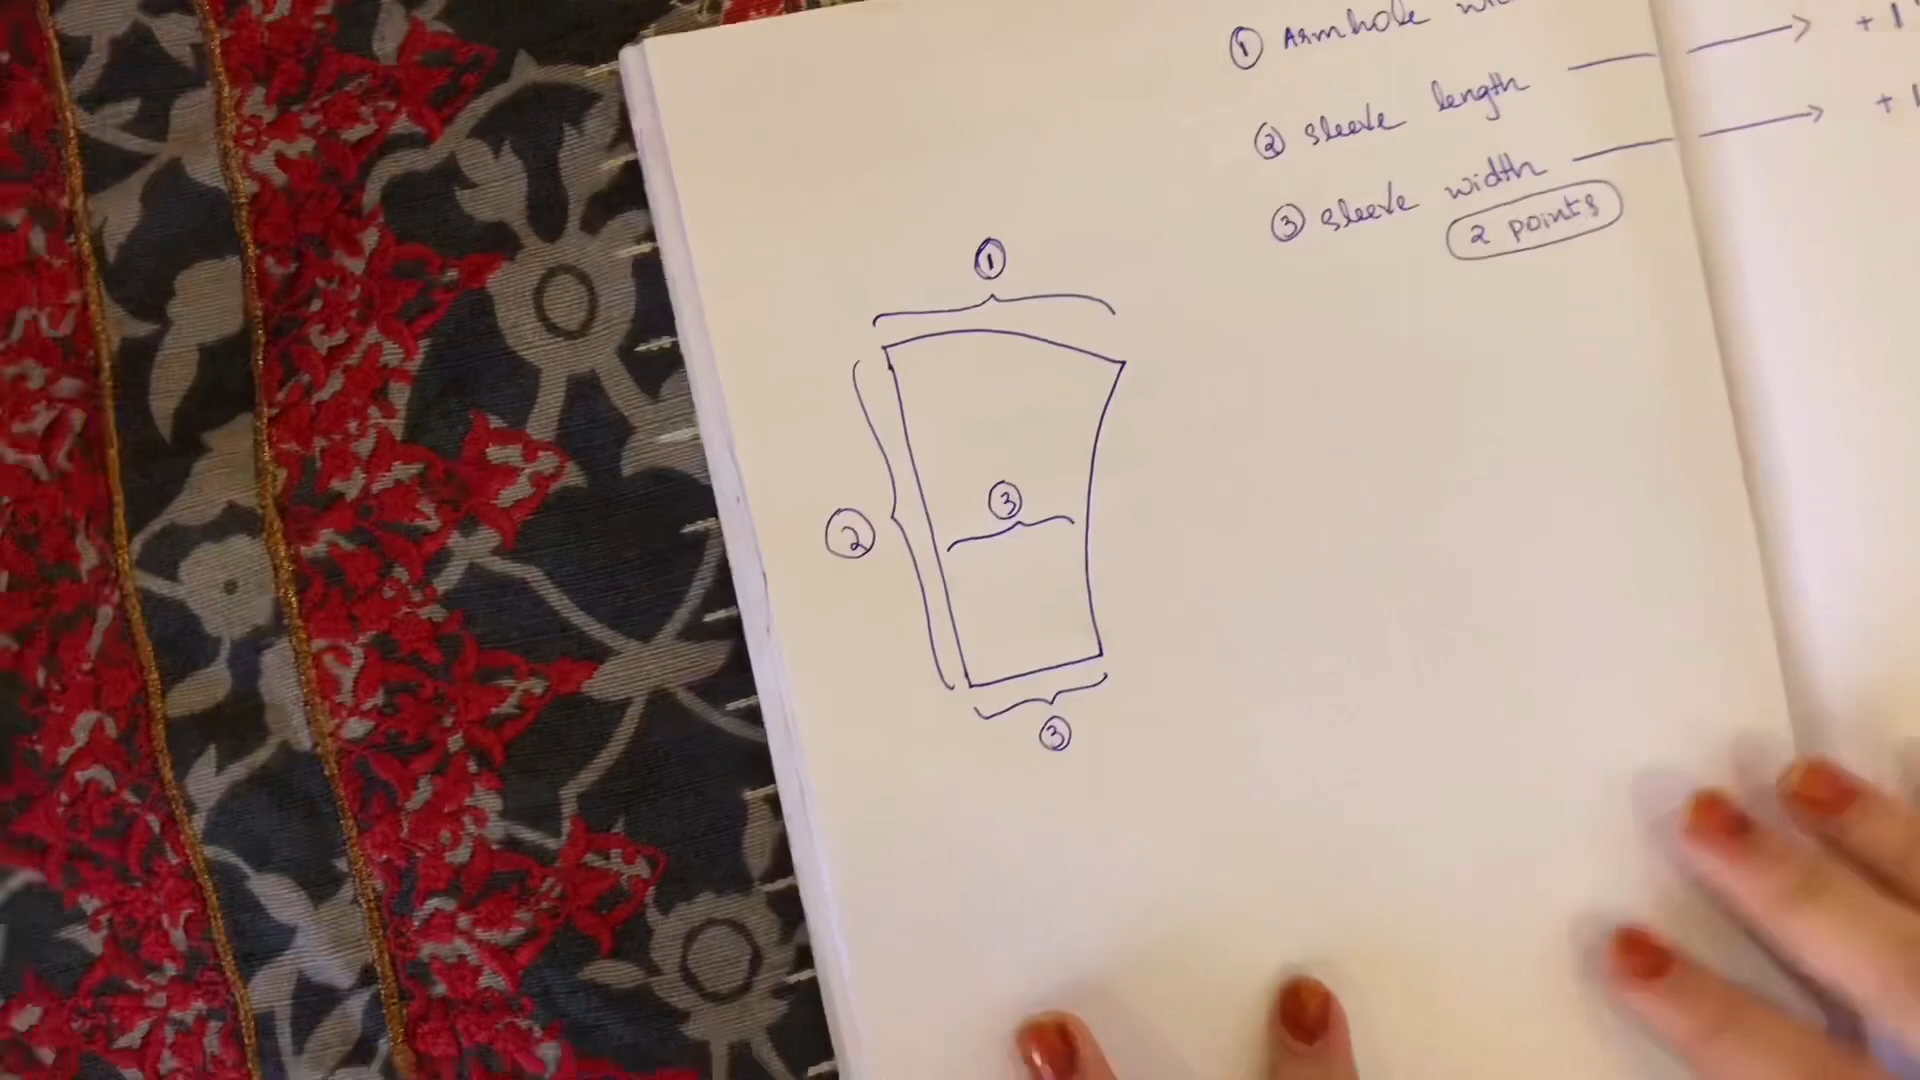 ① Armhole
② sleeve length → + 1
③ sleeve width → + 1
2 points
①
②
③
③